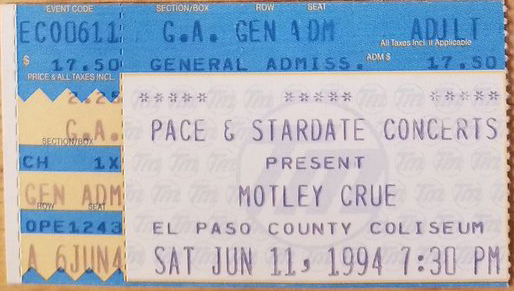 EVENT CODE SECTION/BOX ROW SEAT
EC00611 G.A. GEN ADM ADULT
All Taxes Incl. If Applicable
$ 17.50 GENERAL ADMISS. ADM $ 17.50
PRICE & ALL TAXES INCL.
2.25
***** ***** *****
G.A. PACE & STARDATE CONCERTS
SECTION/BOX
CH 1X PRESENT
GEN ADM MOTLEY CRUE
ROW SEAT
OPE1243 EL PASO COUNTY COLISEUM
A 6JUN4 SAT JUN 11, 1994 7:30 PM